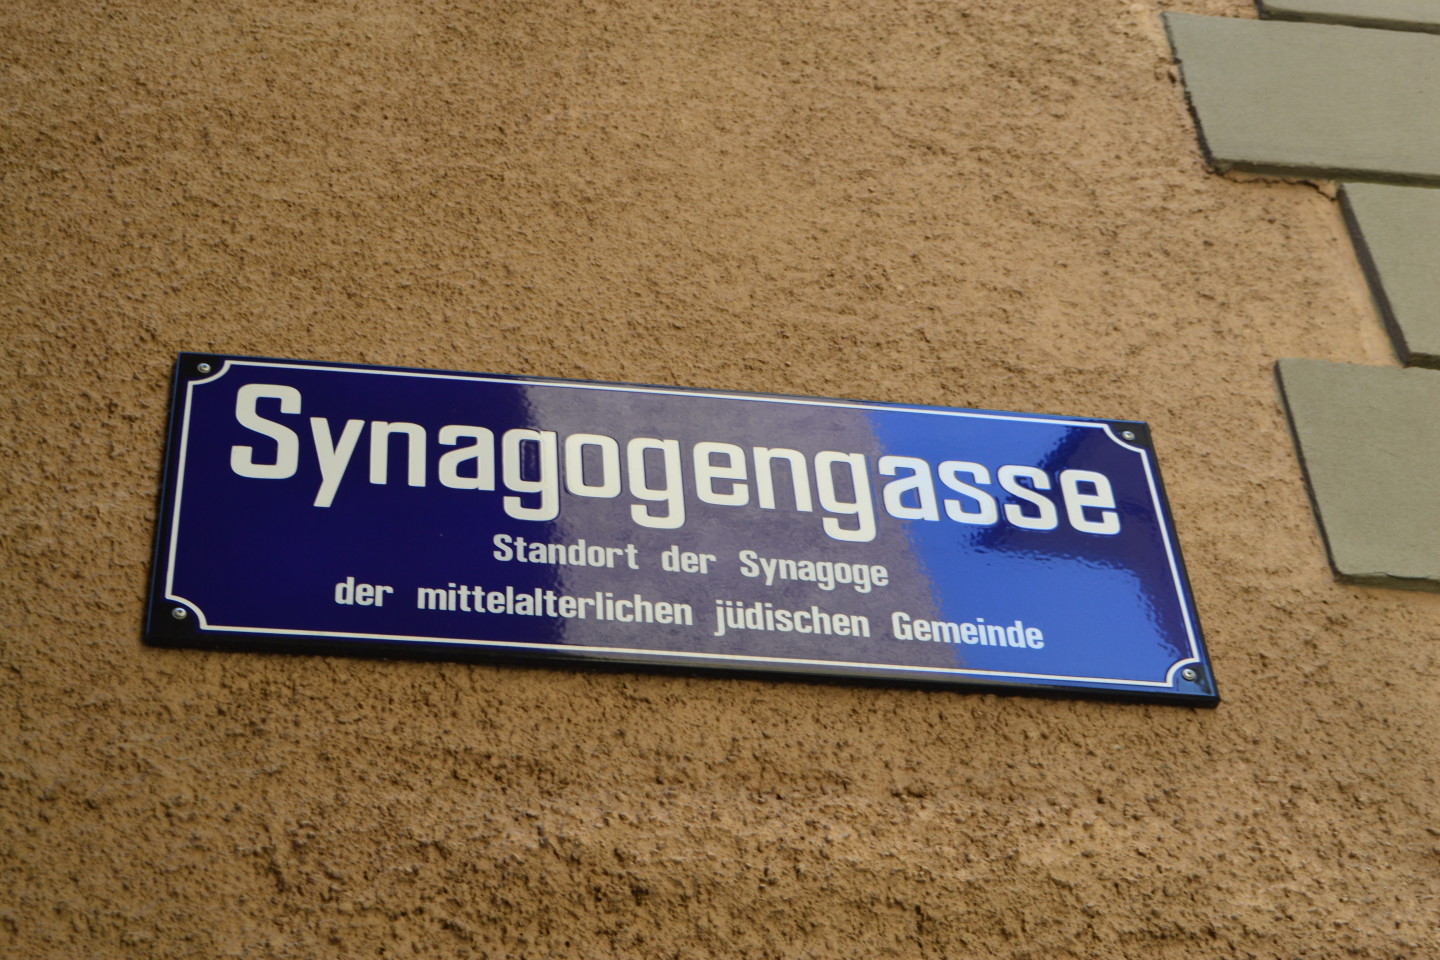 Synagogengasse
Standort der Synagoge
der mittelalterlichen jüdischen Gemeinde